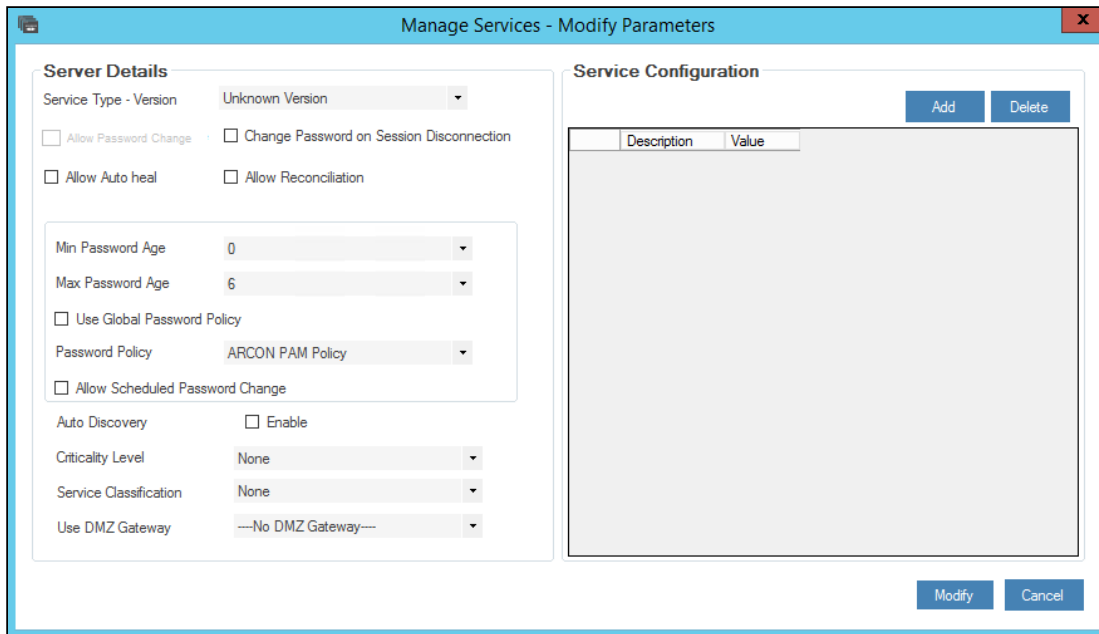 Manage Services - Modify Parameters
x
Server Details
Service Type - Version Unknown Version
Allow Password Change Change Password on Session Disconnection
Allow Auto heal Allow Reconciliation
Min Password Age 0
Max Password Age 6
Use Global Password Policy
Password Policy ARCON PAM Policy
Allow Scheduled Password Change
Auto Discovery Enable
Criticality Level None
Service Classification None
Use DMZ Gateway ----No DMZ Gateway----
Service Configuration
Add Delete
Description Value
Modify Cancel